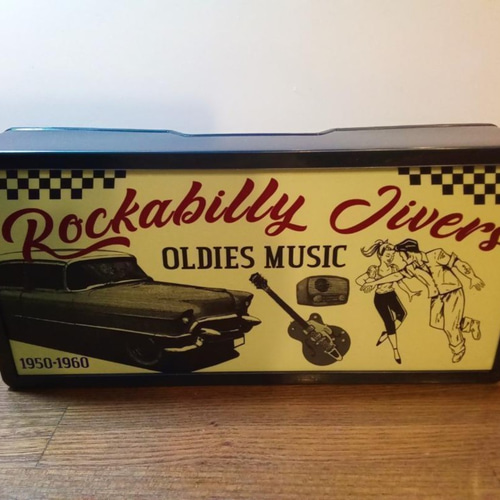 Rockabilly Jivers
OLDIES MUSIC
1950-1960